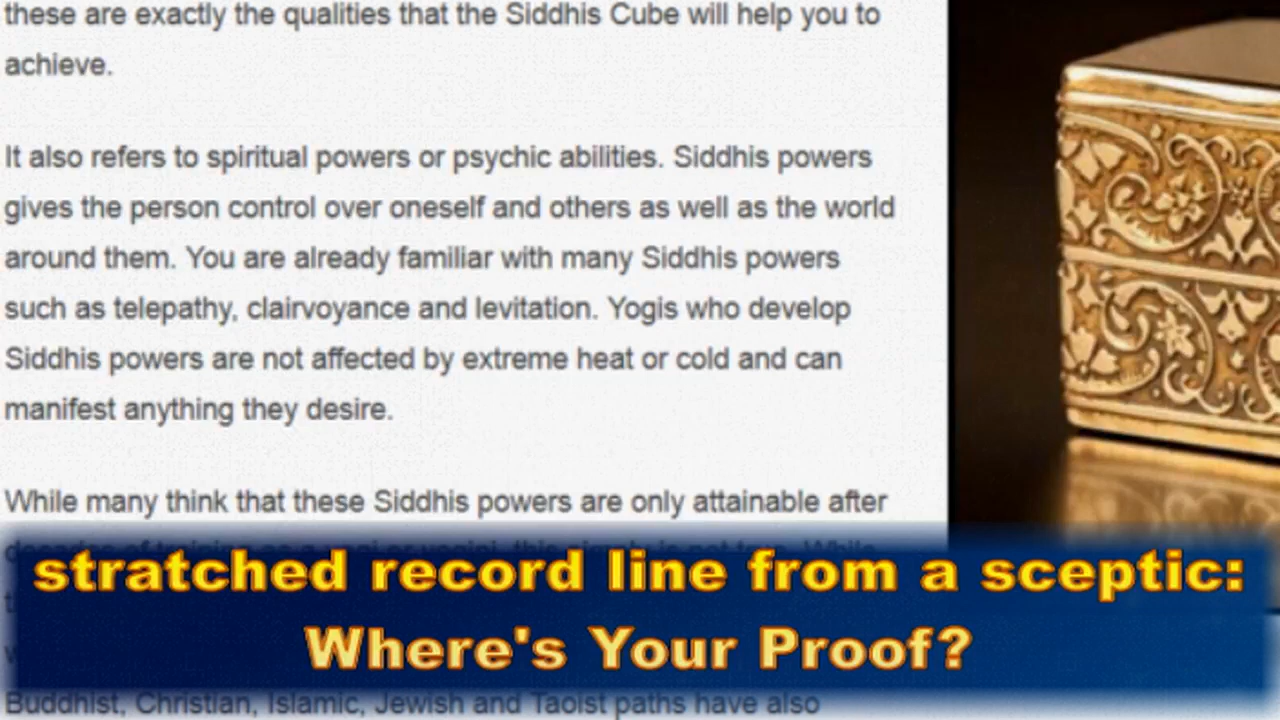 these are exactly the qualities that the Siddhis Cube will help you to
achieve.
It also refers to spiritual powers or psychic abilities. Siddhis powers
gives the person control over oneself and others as well as the world
around them. You are already familiar with many Siddhis powers
such as telepathy, clairvoyance and levitation. Yogis who develop
Siddhis powers are not affected by extreme heat or cold and can
manifest anything they desire.
While many think that these Siddhis powers are only attainable after
stratched record line from a sceptic:
Where's Your Proof?
Buddhist, Christian, Islamic, Jewish and Taoist paths have also